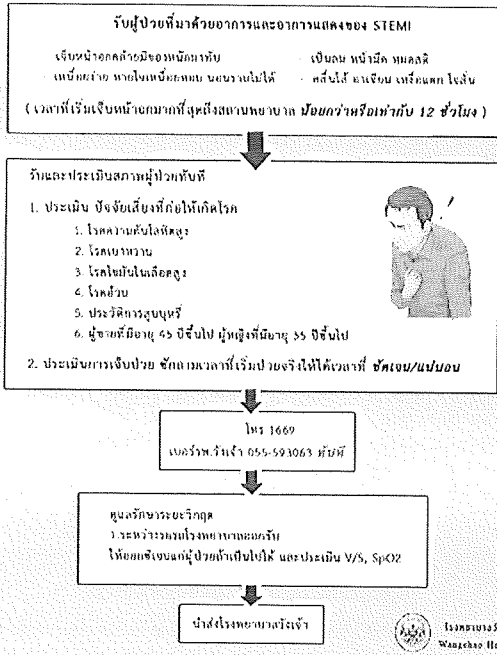 รับผู้ป่วยที่มาด้วยอาการและอาการแสดงของ STEMI
เจ็บหน้าอกคล้ายมีของหนักมาทับ · เป็นลม หน้ามืด หมดสติ
· เหนื่อยง่าย หายใจเหนื่อยหอบ นอนราบไม่ได้ · คลื่นไส้ อาเจียน เหงื่อแตก ใจสั่น
( เวลาที่เริ่มเจ็บหน้าอกมากที่สุดถึงสถานพยาบาล น้อยกว่าหรือเท่ากับ 12 ชั่วโมง )
รับและประเมินสภาพผู้ป่วยทันที
1. ประเมิน ปัจจัยเสี่ยงที่ก่อให้เกิดโรค
1. โรคความดันโลหิตสูง
2. โรคเบาหวาน
3. โรคไขมันในเลือดสูง
4. โรคอ้วน
5. ประวัติการสูบบุหรี่
6. ผู้ชายที่มีอายุ 45 ปีขึ้นไป ผู้หญิงที่มีอายุ 55 ปีขึ้นไป
2. ประเมินการเจ็บป่วย ซักถามเวลาที่เริ่มป่วยจริงให้ได้เวลาที่ ชัดเจน/แน่นอน
โทร 1669
เบอร์รพ.วังเจ้า 055-593063 ทันที
ดูแลรักษาระยะวิกฤต
1.ระหว่างรอรถโรงพยาบาลออกรับ
ให้ออกซิเจนแก่ผู้ป่วยถ้าเป็นไปได้ และประเมิน V/S, SpO2
นำส่งโรงพยาบาลวังเจ้า
โรงพยาบาลวั
Wangchao Ho